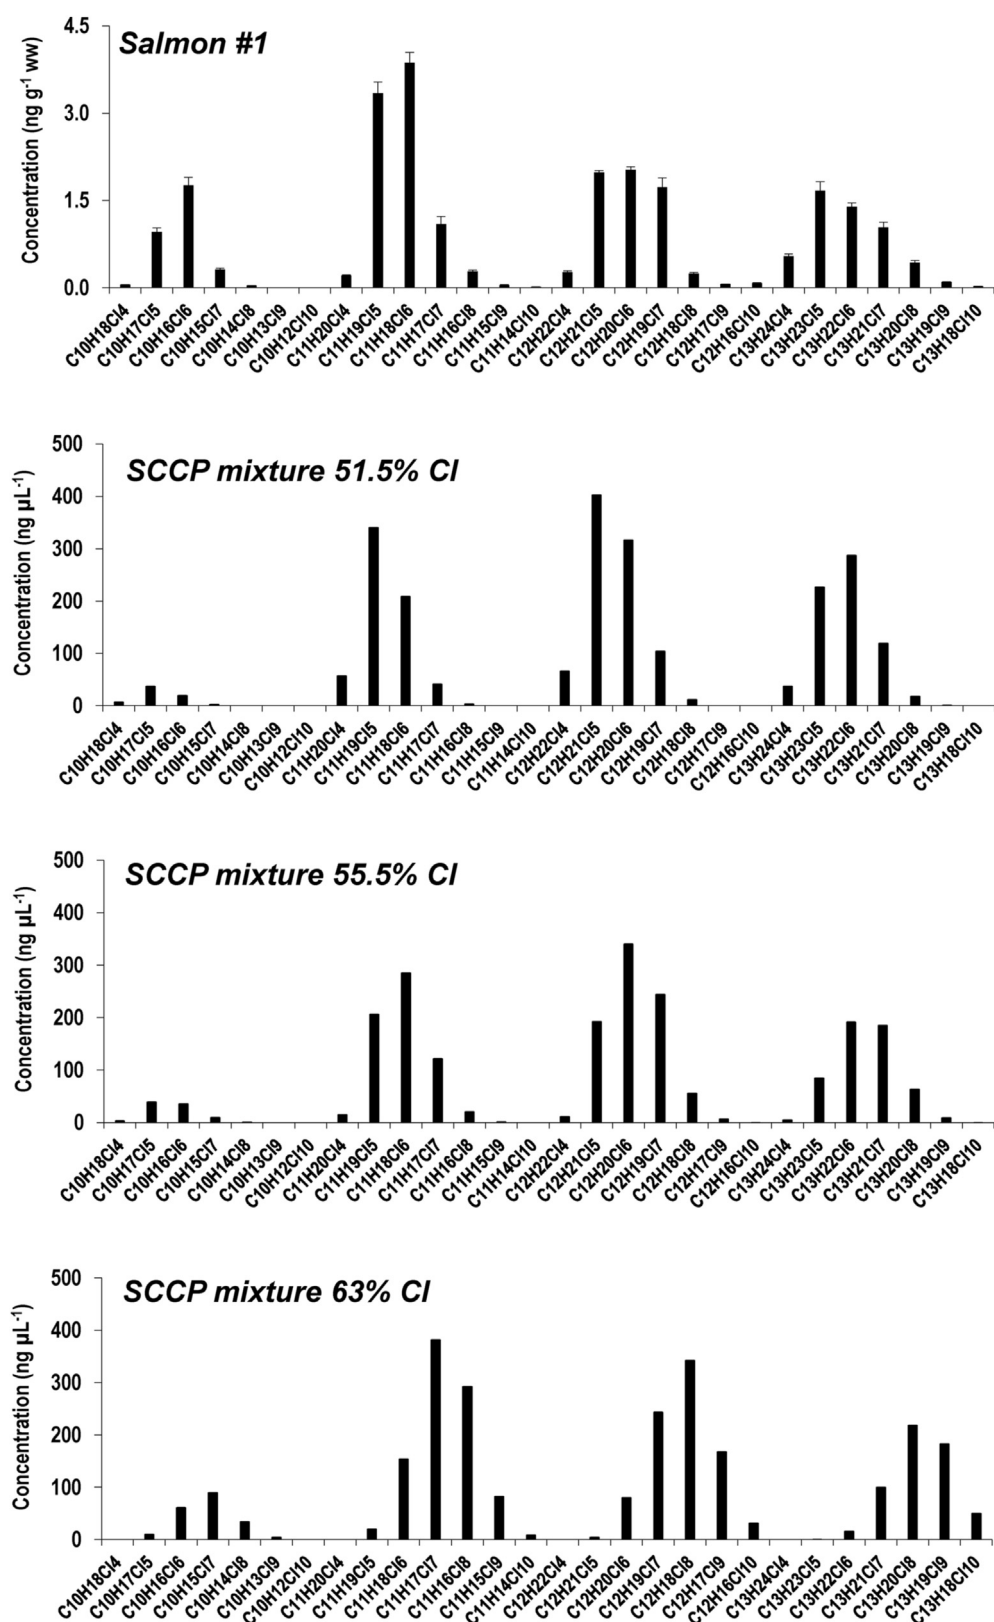 Salmon #1
Concentration (ng g⁻¹ ww)
4.5
3.0
1.5
0.0
C10H18Cl4
C10H17Cl5
C10H16Cl6
C10H15Cl7
C10H14Cl8
C10H13Cl9
C10H12Cl10
C11H20Cl4
C11H19Cl5
C11H18Cl6
C11H17Cl7
C11H16Cl8
C11H15Cl9
C11H14Cl10
C12H22Cl4
C12H21Cl5
C12H20Cl6
C12H19Cl7
C12H18Cl8
C12H17Cl9
C12H16Cl10
C13H24Cl4
C13H23Cl5
C13H22Cl6
C13H21Cl7
C13H20Cl8
C13H19Cl9
C13H18Cl10
SCCP mixture 51.5% Cl
Concentration (ng µL⁻¹)
500
400
300
200
100
0
C10H18Cl4
C10H17Cl5
C10H16Cl6
C10H15Cl7
C10H14Cl8
C10H13Cl9
C10H12Cl10
C11H20Cl4
C11H19Cl5
C11H18Cl6
C11H17Cl7
C11H16Cl8
C11H15Cl9
C11H14Cl10
C12H22Cl4
C12H21Cl5
C12H20Cl6
C12H19Cl7
C12H18Cl8
C12H17Cl9
C12H16Cl10
C13H24Cl4
C13H23Cl5
C13H22Cl6
C13H21Cl7
C13H20Cl8
C13H19Cl9
C13H18Cl10
SCCP mixture 55.5% Cl
Concentration (ng µL⁻¹)
500
400
300
200
100
0
C10H18Cl4
C10H17Cl5
C10H16Cl6
C10H15Cl7
C10H14Cl8
C10H13Cl9
C10H12Cl10
C11H20Cl4
C11H19Cl5
C11H18Cl6
C11H17Cl7
C11H16Cl8
C11H15Cl9
C11H14Cl10
C12H22Cl4
C12H21Cl5
C12H20Cl6
C12H19Cl7
C12H18Cl8
C12H17Cl9
C12H16Cl10
C13H24Cl4
C13H23Cl5
C13H22Cl6
C13H21Cl7
C13H20Cl8
C13H19Cl9
C13H18Cl10
SCCP mixture 63% Cl
Concentration (ng µL⁻¹)
500
400
300
200
100
0
C10H18Cl4
C10H17Cl5
C10H16Cl6
C10H15Cl7
C10H14Cl8
C10H13Cl9
C10H12Cl10
C11H20Cl4
C11H19Cl5
C11H18Cl6
C11H17Cl7
C11H16Cl8
C11H15Cl9
C11H14Cl10
C12H22Cl4
C12H21Cl5
C12H20Cl6
C12H19Cl7
C12H18Cl8
C12H17Cl9
C12H16Cl10
C13H24Cl4
C13H23Cl5
C13H22Cl6
C13H21Cl7
C13H20Cl8
C13H19Cl9
C13H18Cl10